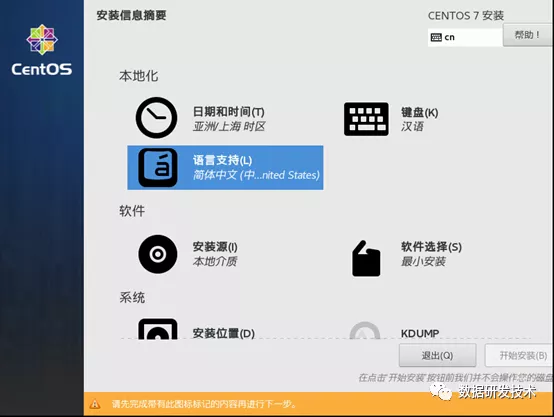 安装信息摘要
CENTOS 7 安装
cn
帮助！
CentOS
本地化
日期和时间(T)
亚洲/上海 时区
键盘(K)
汉语
语言支持(L)
简体中文 (中...nited States)
软件
安装源(I)
本地介质
软件选择(S)
最小安装
系统
安装位置(D)
KDUMP
退出(Q)
开始安装(B)
在点击'开始安装'按钮前我们并不会操作您的磁盘
请先完成带有此图标标记的内容再进行下一步。
数据研发技术